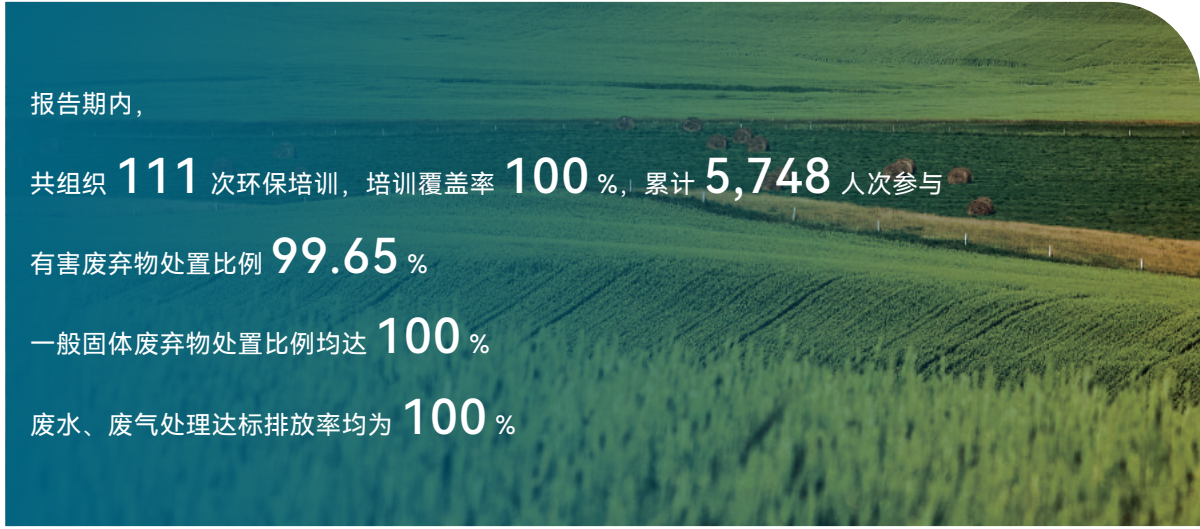 报告期内，
共组织 111 次环保培训，培训覆盖率 100 %，累计 5,748 人次参与
有害废弃物处置比例 99.65 %
一般固体废弃物处置比例均达 100 %
废水、废气处理达标排放率均为 100 %